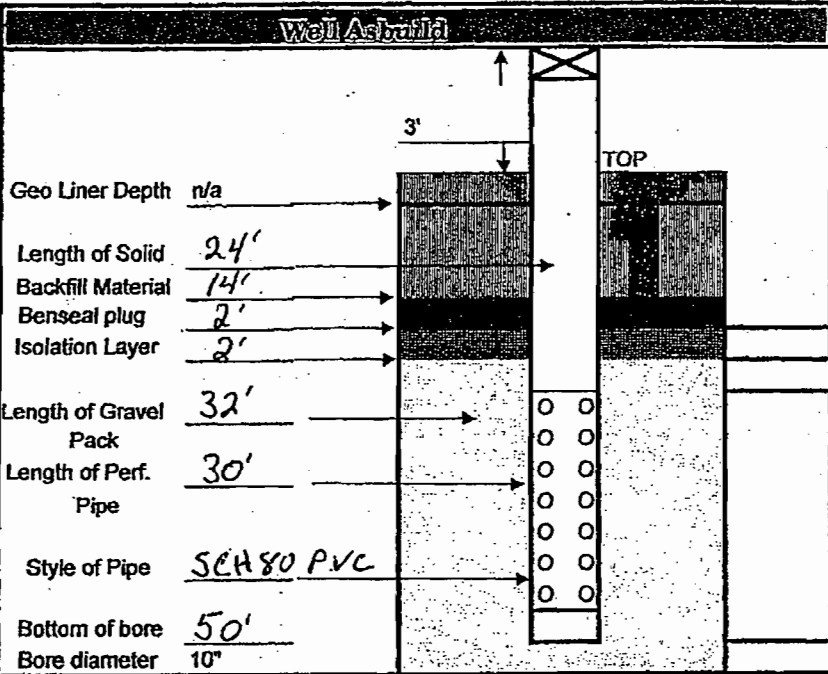 Well Asbuild
3'
TOP
Geo Liner Depth n/a
Length of Solid 24'
Backfill Material 14'
Benseal plug 2'
Isolation Layer 2'
Length of Gravel 32'
Pack
Length of Perf. 30'
Pipe
Style of Pipe SCH 80 PVC
Bottom of bore 50'
Bore diameter 10"